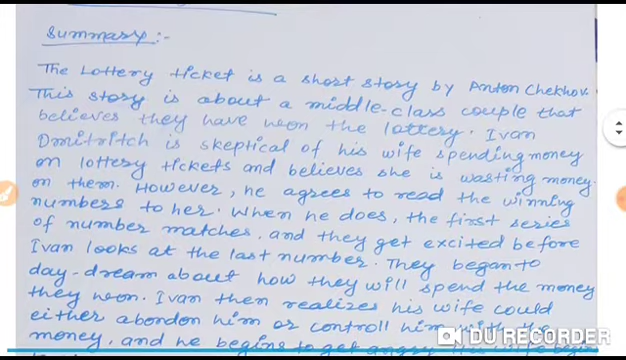 Summary :-
The Lottery ticket is a short story by Anton Chekhov.
This story is about a middle-class couple that
believes they have won the lottery. Ivan
Dmitritch is skeptical of his wife spending money
on lottery tickets and believes she is wasting money
on them. However, he agrees to read the winning
numbers to her. When he does, the first series
of number matches, and they get excited before
Ivan looks at the last number. They began to
day-dream about how they will spend the money
they won. Ivan then realizes his wife could
either abondon him or controll him with the
money, and he begins to get angry
DU RECORDER